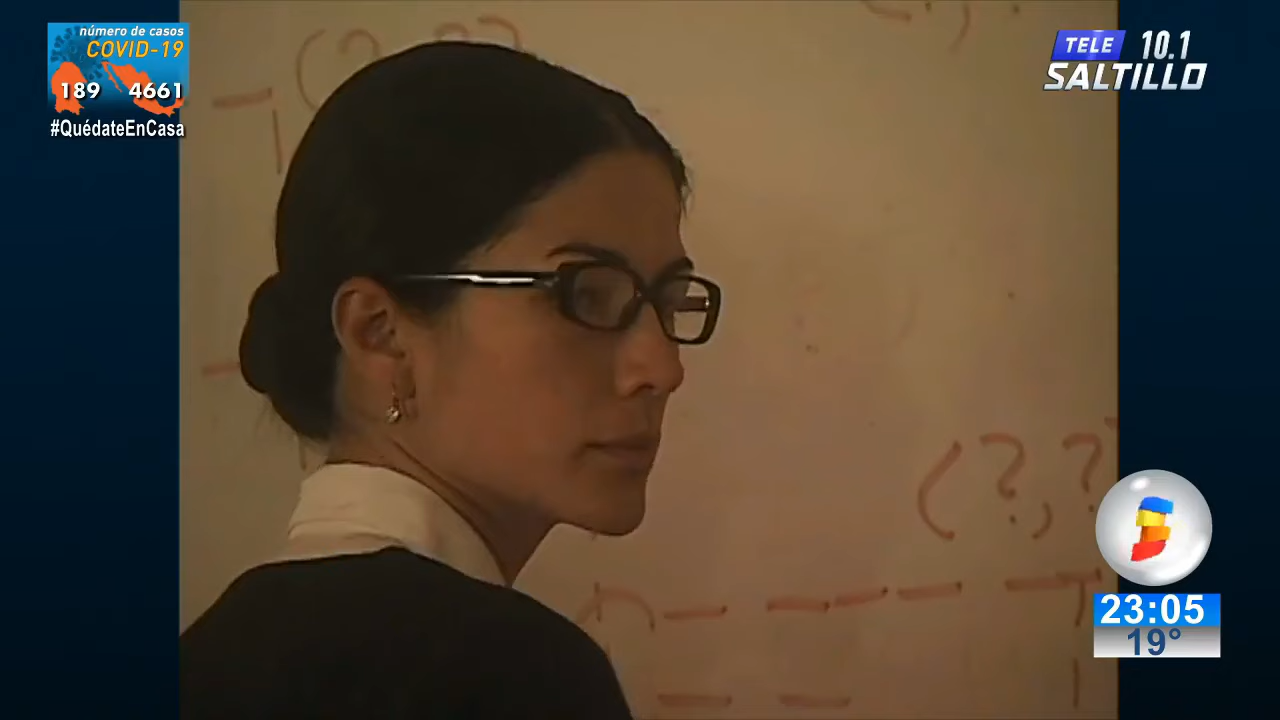 número de casos
COVID-19
189 4661
#QuédateEnCasa
TELE 10.1
SALTILLO
(?,?
23:05
19°